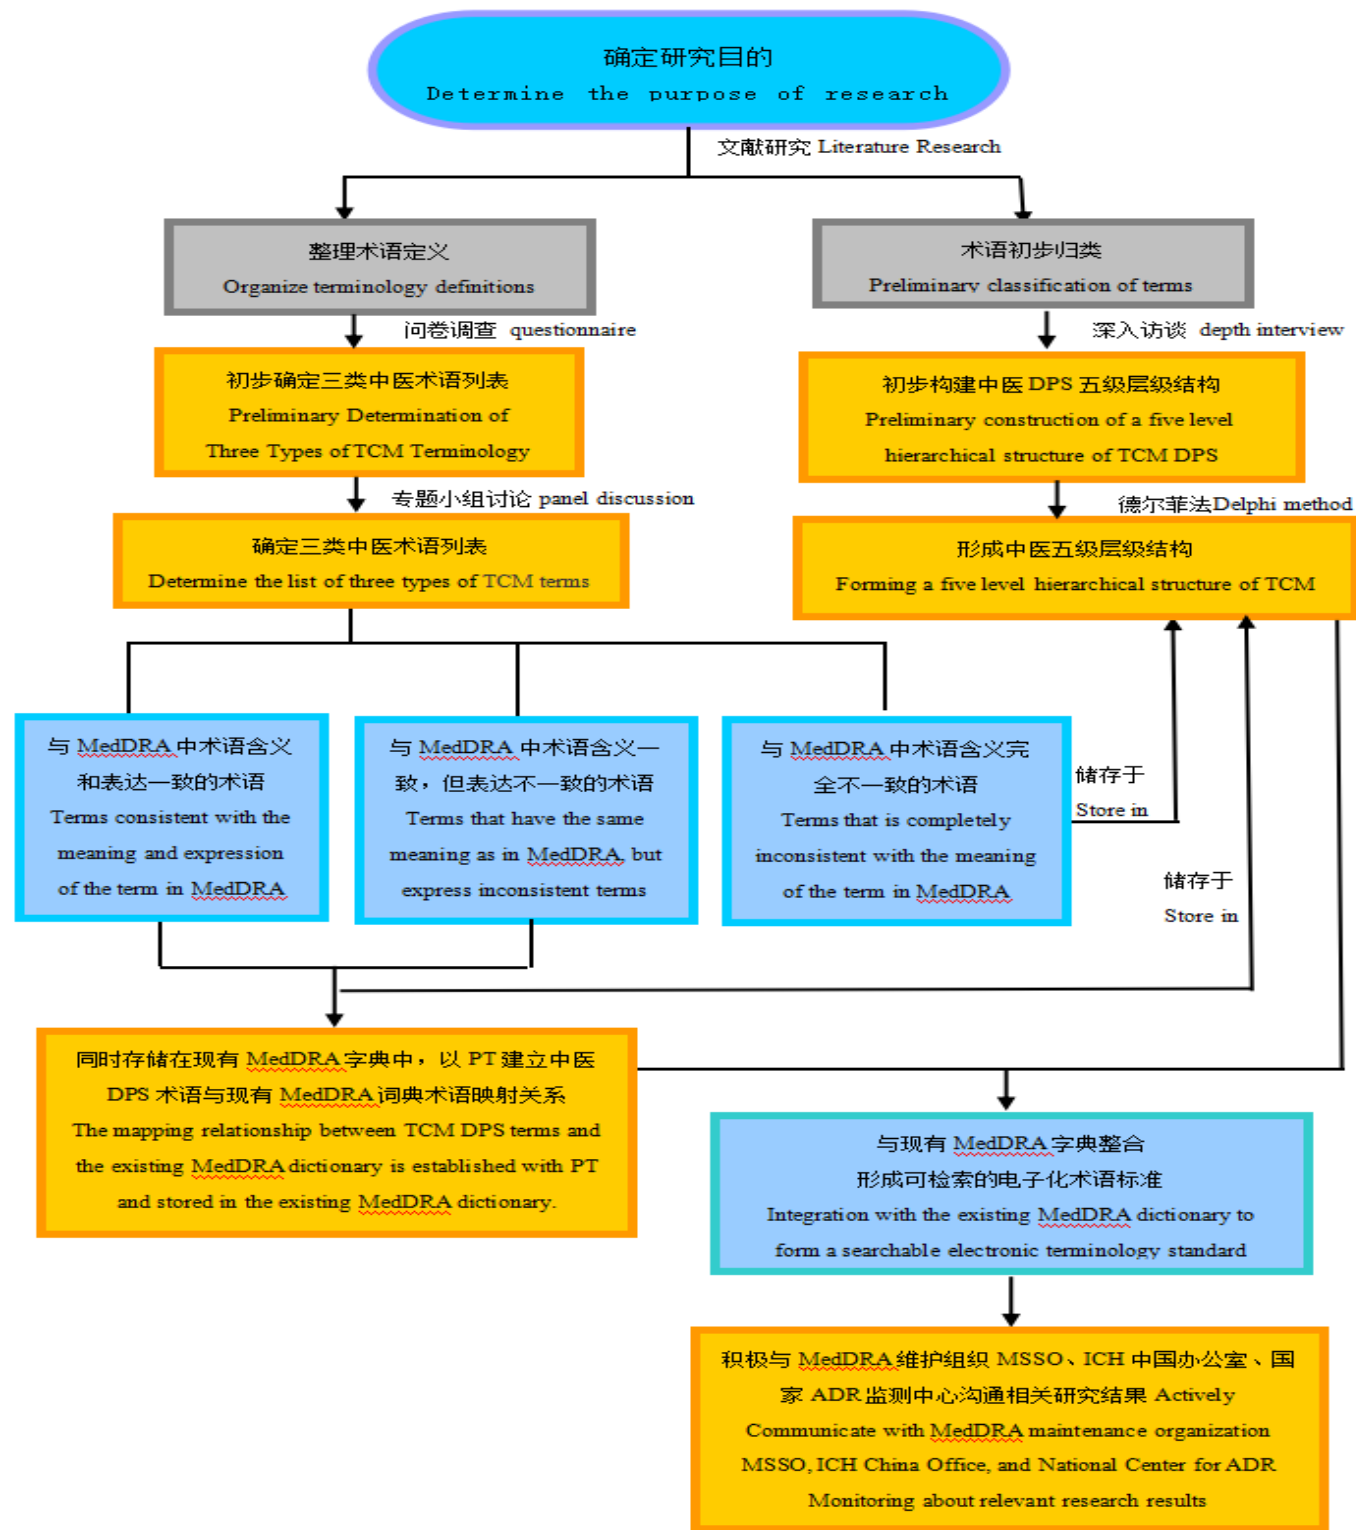 确定研究目的
Determine the purpose of research
文献研究 Literature Research
整理术语定义
Organize terminology definitions
术语初步归类
Preliminary classification of terms
问卷调查 questionnaire
深入访谈 depth interview
初步确定三类中医术语列表
Preliminary Determination of
Three Types of TCM Terminology
初步构建中医 DPS 五级层级结构
Preliminary construction of a five level
hierarchical structure of TCM DPS
专题小组讨论 panel discussion
德尔菲法Delphi method
确定三类中医术语列表
Determine the list of three types of TCM terms
形成中医五级层级结构
Forming a five level hierarchical structure of TCM
与 MedDRA 中术语含义
和表达一致的术语
Terms consistent with the
meaning and expression
of the term in MedDRA
与 MedDRA 中术语含义一
致，但表达不一致的术语
Terms that have the same
meaning as in MedDRA, but
express inconsistent terms
与 MedDRA 中术语含义完
全不一致的术语
Terms that is completely
inconsistent with the meaning
of the term in MedDRA
储存于
Store in
储存于
Store in
同时存储在现有 MedDRA 字典中，以 PT 建立中医
DPS 术语与现有 MedDRA 词典术语映射关系
The mapping relationship between TCM DPS terms and
the existing MedDRA dictionary is established with PT
and stored in the existing MedDRA dictionary.
与现有 MedDRA 字典整合
形成可检索的电子化术语标准
Integration with the existing MedDRA dictionary to
form a searchable electronic terminology standard
积极与 MedDRA 维护组织 MSSO、ICH 中国办公室、国
家 ADR 监测中心沟通相关研究结果 Actively
Communicate with MedDRA maintenance organization
MSSO, ICH China Office, and National Center for ADR
Monitoring about relevant research results